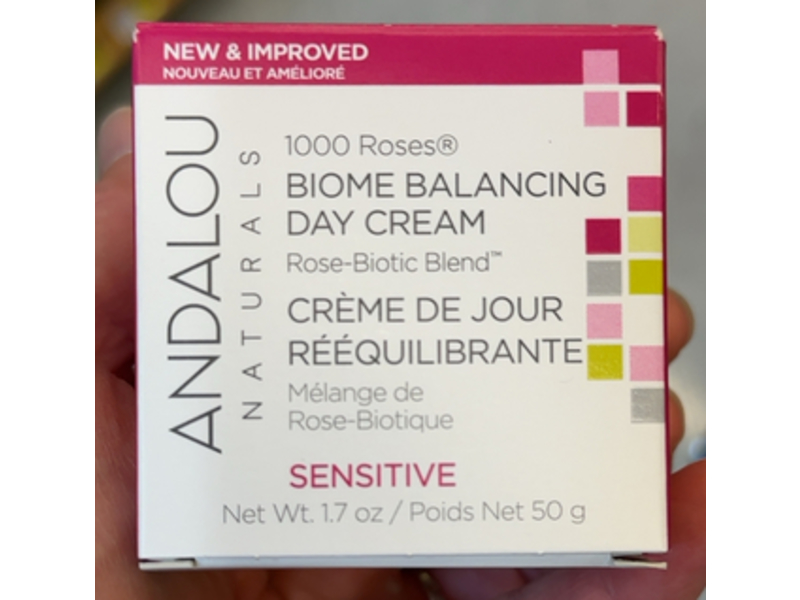 NEW & IMPROVED
NOUVEAU ET AMÉLIORÉ
ANDALOU
NATURALS
1000 Roses®
BIOME BALANCING
DAY CREAM
Rose-Biotic Blend™
CRÈME DE JOUR
RÉÉQUILIBRANTE
Mélange de
Rose-Biotique
SENSITIVE
Net Wt. 1.7 oz / Poids Net 50 g